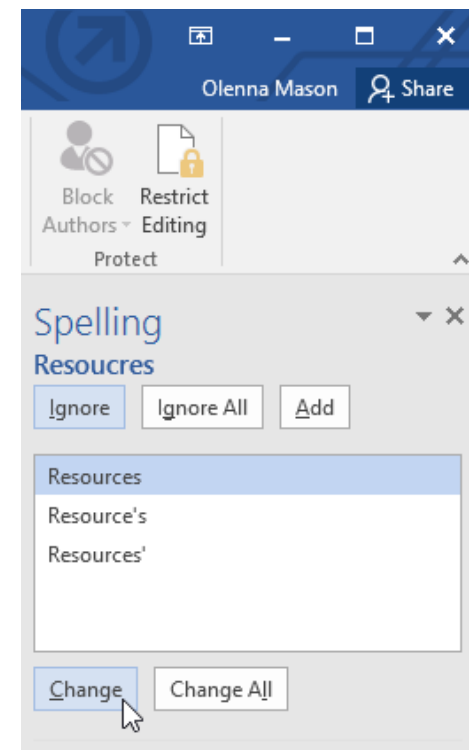 Olenna Mason Share
Block Restrict
Authors Editing
Protect
Spelling
Resoucres
Ignore Ignore All Add
Resources
Resource's
Resources'
Change Change All